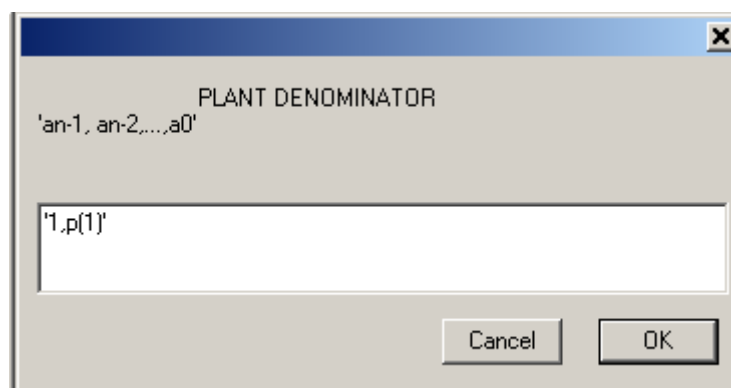 PLANT DENOMINATOR
'an-1, an-2,...,a0'
'1,p(1)'
Cancel
OK